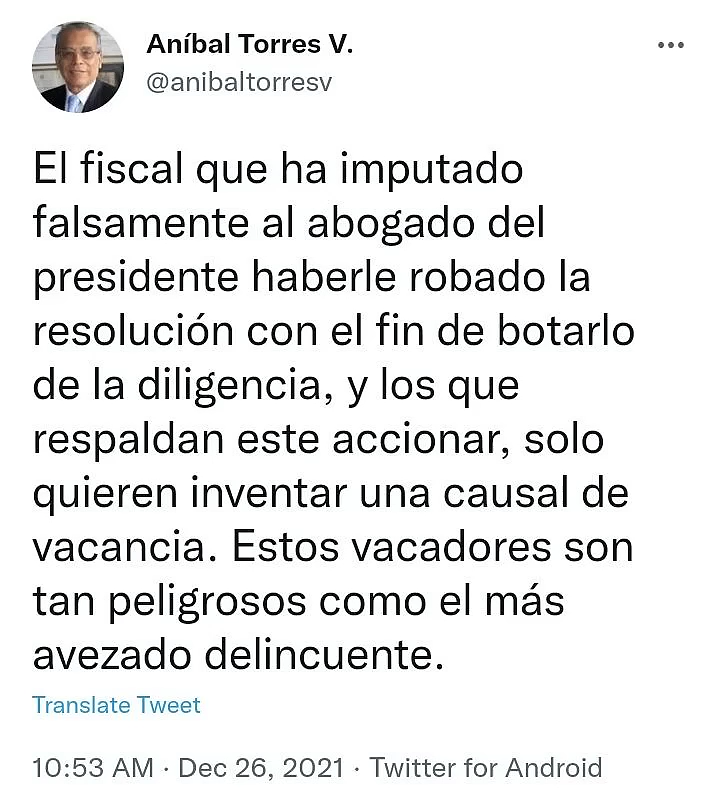 Aníbal Torres V.
@anibaltorresv
El fiscal que ha imputado
falsamente al abogado del
presidente haberle robado la
resolución con el fin de botarlo
de la diligencia, y los que
respaldan este accionar, solo
quieren inventar una causal de
vacancia. Estos vacadores son
tan peligrosos como el más
avezado delincuente.
Translate Tweet
10:53 AM · Dec 26, 2021 · Twitter for Android